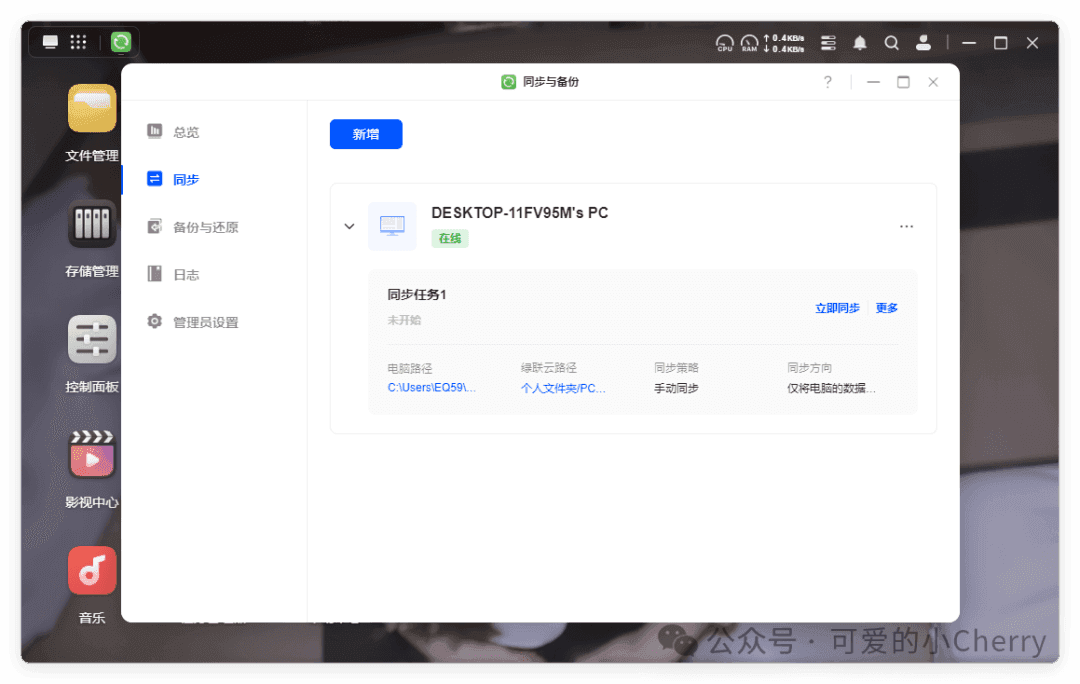 CPU
RAM
0.4KB/s
0.4KB/s
同步与备份
?
文件管理
存储管理
控制面板
影视中心
音乐
总览
同步
备份与还原
日志
管理员设置
新增
DESKTOP-11FV95M's PC
在线
...
同步任务1
未开始
立即同步
更多
电脑路径
绿联云路径
同步策略
同步方向
C:\Users\EQ59\...
个人文件夹/PC...
手动同步
仅将电脑的数据...
公众号 · 可爱的小Cherry